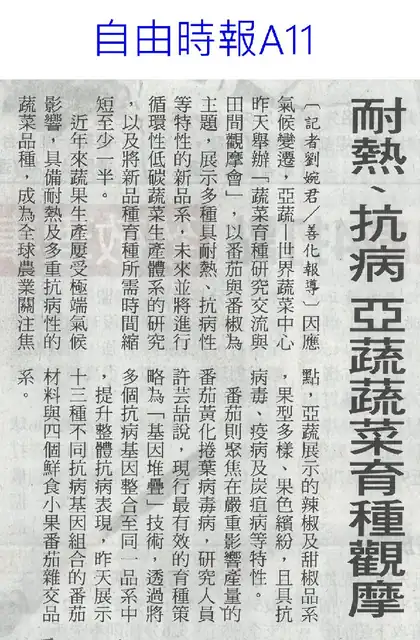 自由時報A11
耐熱、抗病 亞蔬蔬菜育種觀摩
〔記者劉婉君／善化報導〕因應
氣候變遷，亞蔬—世界蔬菜中心
昨天舉辦「蔬菜育種研究交流與
田間觀摩會」，以番茄與番椒為
主題，展示多種具耐熱、抗病性
等特性的新品系，未來並將進行
循環性低碳蔬菜生產體系的研究
，以及將新品種育種所需時間縮
短至少一半。
近年來蔬果生產屢受極端氣候
影響，具備耐熱及多重抗病性的
蔬菜品種，成為全球農業關注焦
點，亞蔬展示的辣椒及甜椒品系
，果型多樣、果色繽紛，且具抗
病毒、疫病及炭疽病等特性。
番茄則聚焦在嚴重影響產量的
番茄黃化捲葉病毒病，研究人員
許芸品說，現行最有效的育種策
略為「基因堆疊」技術，透過將
多個抗病基因整合至同一品系中
，提升整體抗病表現，昨天展示
十三種不同抗病基因組合的番茄
材料與四個鮮食小果番茄雜交品
系。